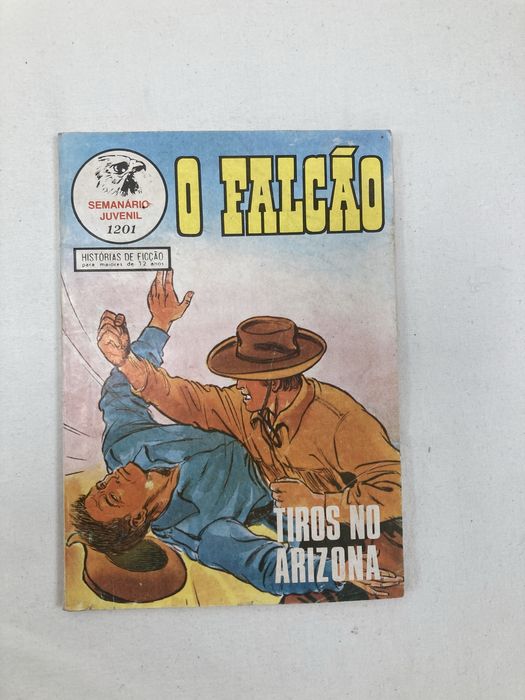 O FALCÃO
SEMANÁRIO
JUVENIL
1201
HISTÓRIAS DE FICÇÃO
para maiores de 12 anos
TIROS NO
ARIZONA